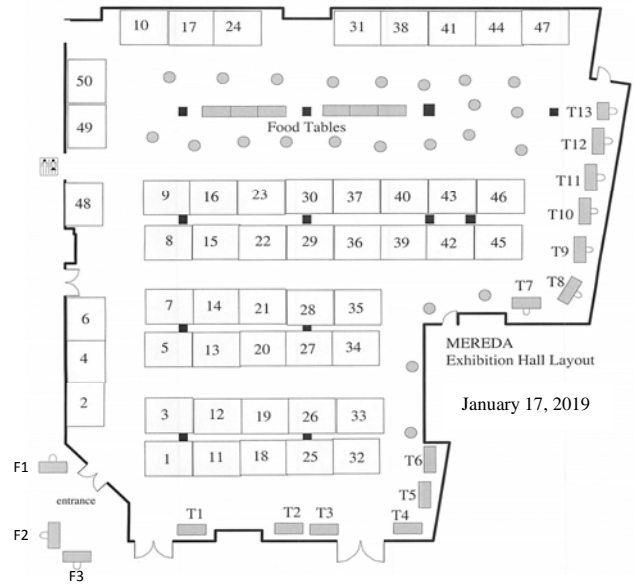 10 17 24 31 38 41 44 47
50
49
T13
Food Tables
T12
T11
48
9 16 23 30 37 40 43 46
T10
8 15 22 29 36 39 42 45
T9
T8
T7
6
7 14 21 28 35
4
5 13 20 27 34
MEREDA
Exhibition Hall Layout
2
January 17, 2019
3 12 19 26 33
1 11 18 25 32
T6
F1
T5
entrance
T1 T2 T3 T4
F2
F3